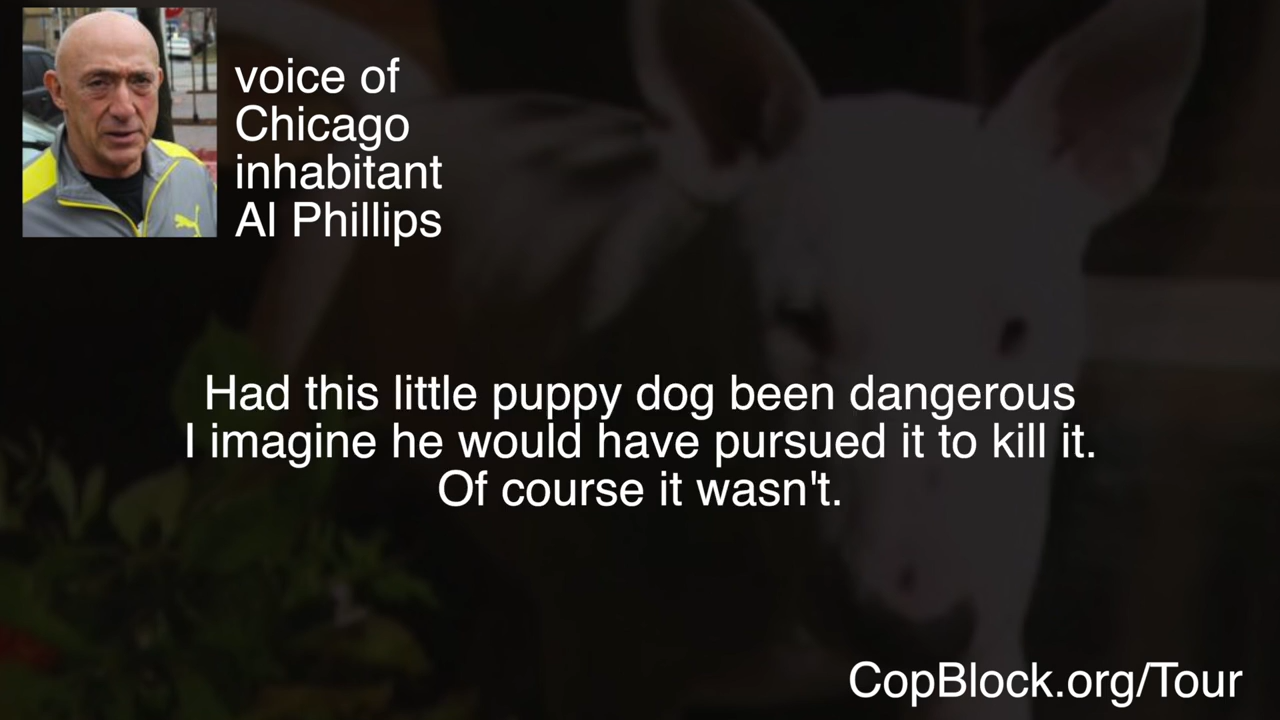 voice of
Chicago
inhabitant
Al Phillips
Had this little puppy dog been dangerous
I imagine he would have pursued it to kill it.
Of course it wasn't.
CopBlock.org/Tour